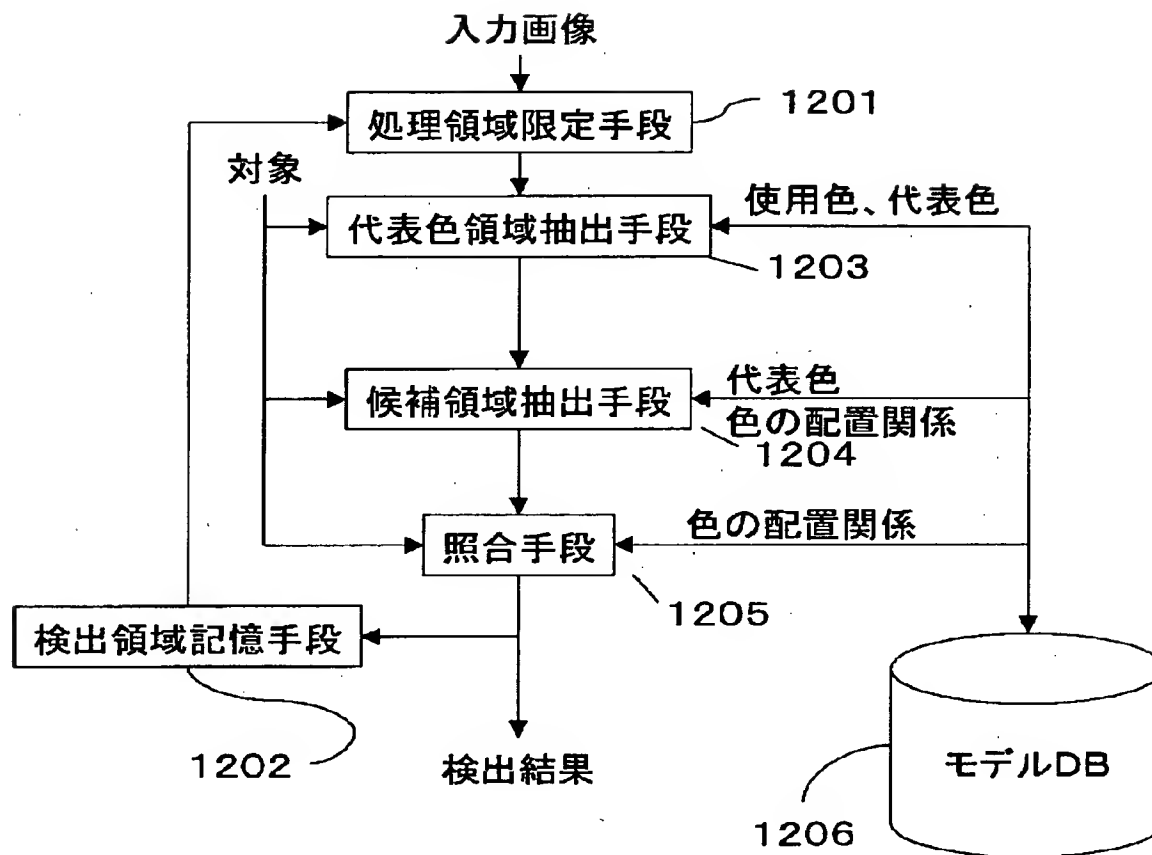 入力画像
処理領域限定手段
1201
対象
使用色、代表色
代表色領域抽出手段
1203
代表色
候補領域抽出手段
色の配置関係
1204
色の配置関係
照合手段
1205
検出領域記憶手段
1202
検出結果
モデルDB
1206